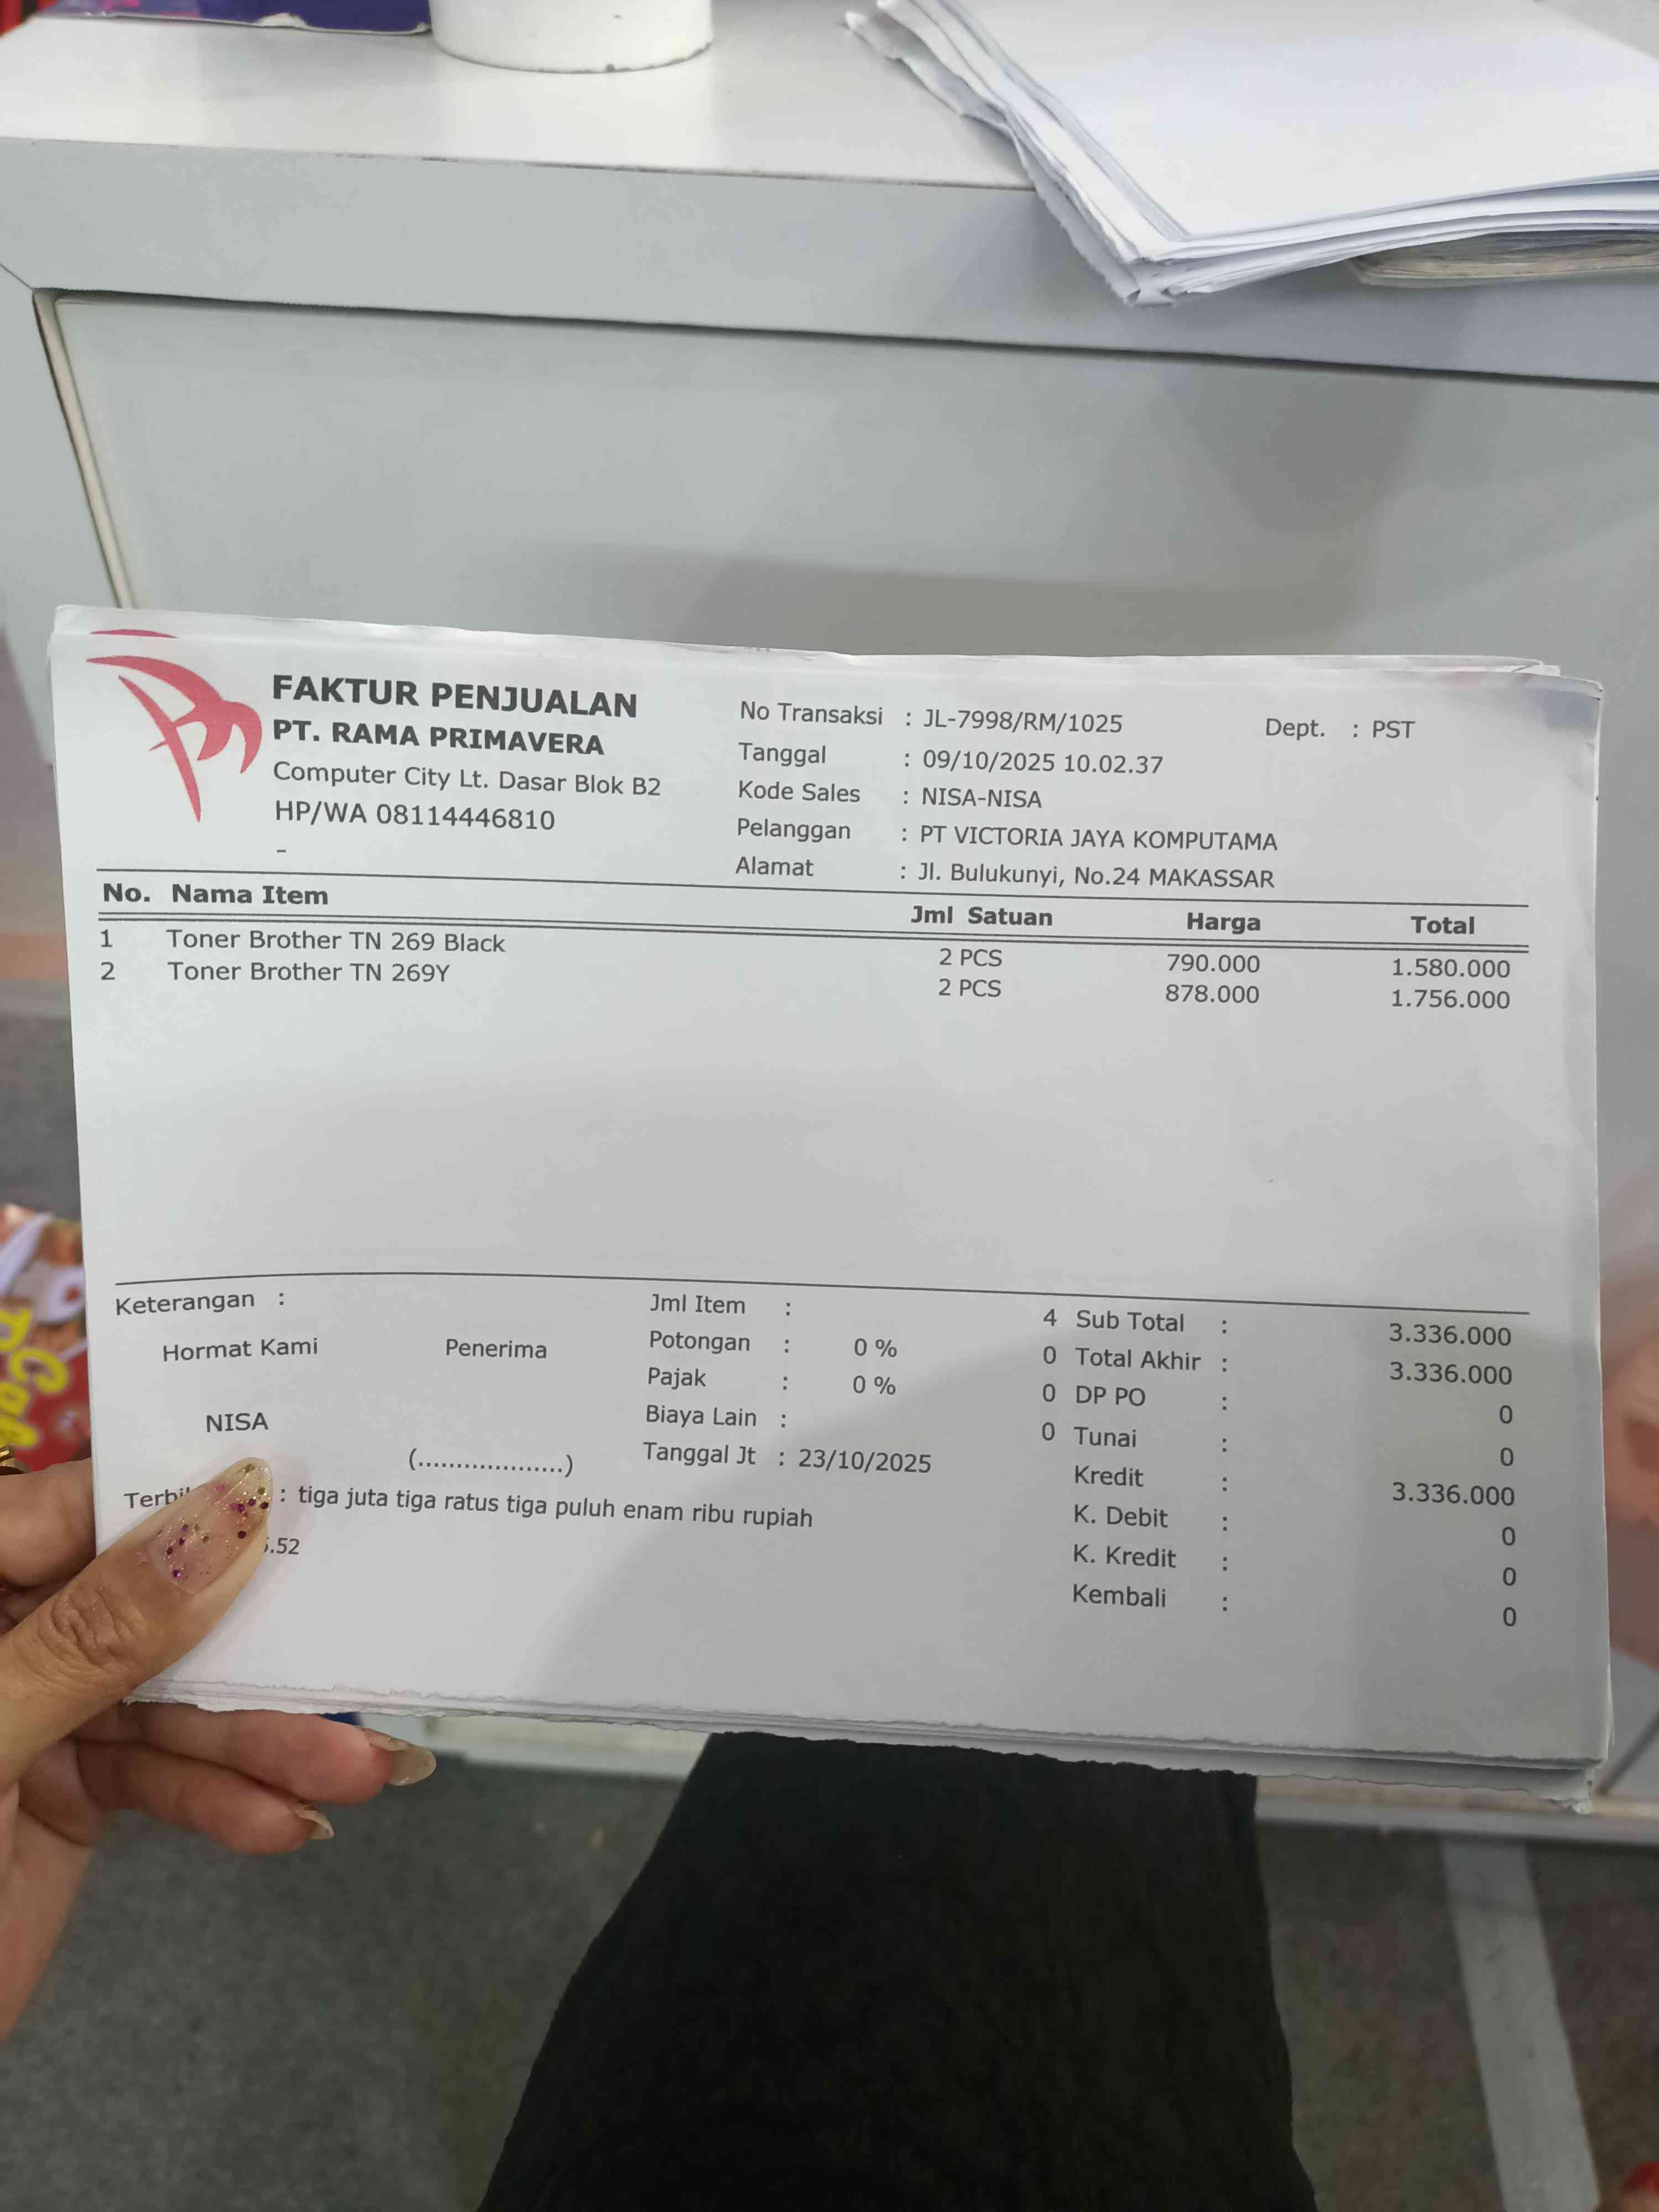 FAKTUR PENJUALAN
PT. RAMA PRIMAVERA
Computer City Lt. Dasar Blok B2
HP/WA 08114446810
-
No Transaksi : JL-7998/RM/1025 Dept. : PST
Tanggal : 09/10/2025 10.02.37
Kode Sales : NISA-NISA
Pelanggan : PT VICTORIA JAYA KOMPUTAMA
Alamat : Jl. Bulukunyi, No.24 MAKASSAR
No. Nama Item Jml Satuan Harga Total
1 Toner Brother TN 269 Black 2 PCS 790.000 1.580.000
2 Toner Brother TN 269Y 2 PCS 878.000 1.756.000
Keterangan :
Hormat Kami Penerima
NISA
(...................)
Jml Item : 4
Potongan : 0 % 0
Pajak : 0 % 0
Biaya Lain : 0
Tanggal Jt : 23/10/2025
Sub Total : 3.336.000
Total Akhir : 3.336.000
DP PO : 0
Tunai : 0
Kredit : 3.336.000
K. Debit : 0
K. Kredit : 0
Kembali : 0
: tiga juta tiga ratus tiga puluh enam ribu rupiah
.52